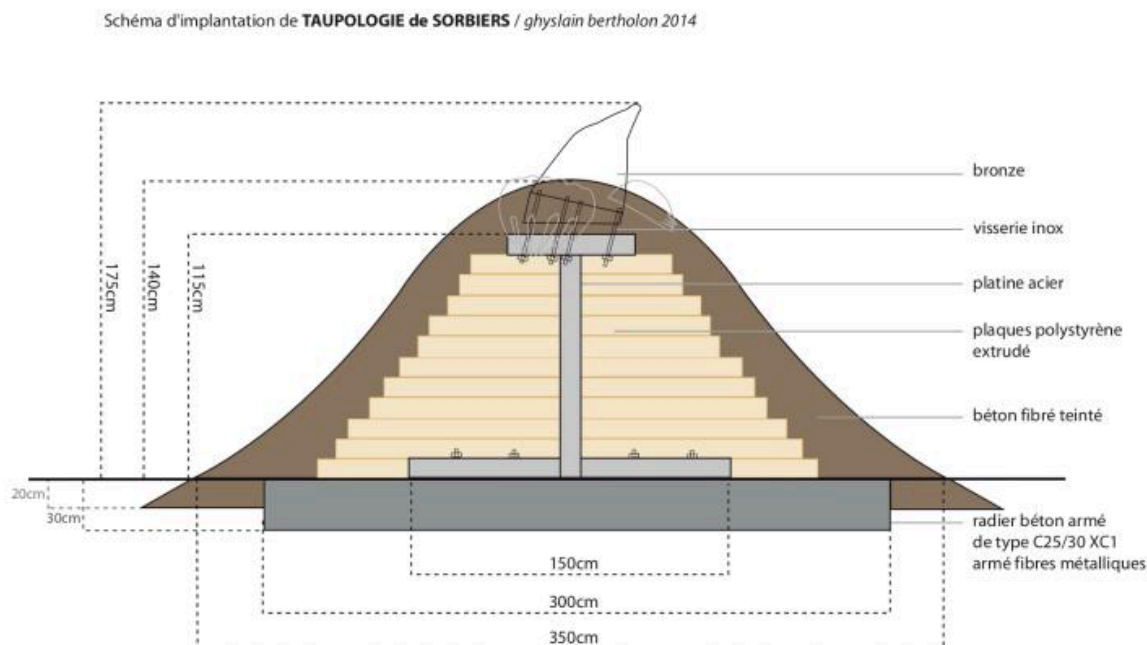 Schéma d'implantation de TAUPOLOGIE de SORBIERS / ghyslain bertholon 2014
bronze
visserie inox
platine acier
plaques polystyrène
extrudé
béton fibré teinté
radier béton armé
de type C25/30 XC1
armé fibres métalliques
175cm
140cm
115cm
20cm
30cm
150cm
300cm
350cm